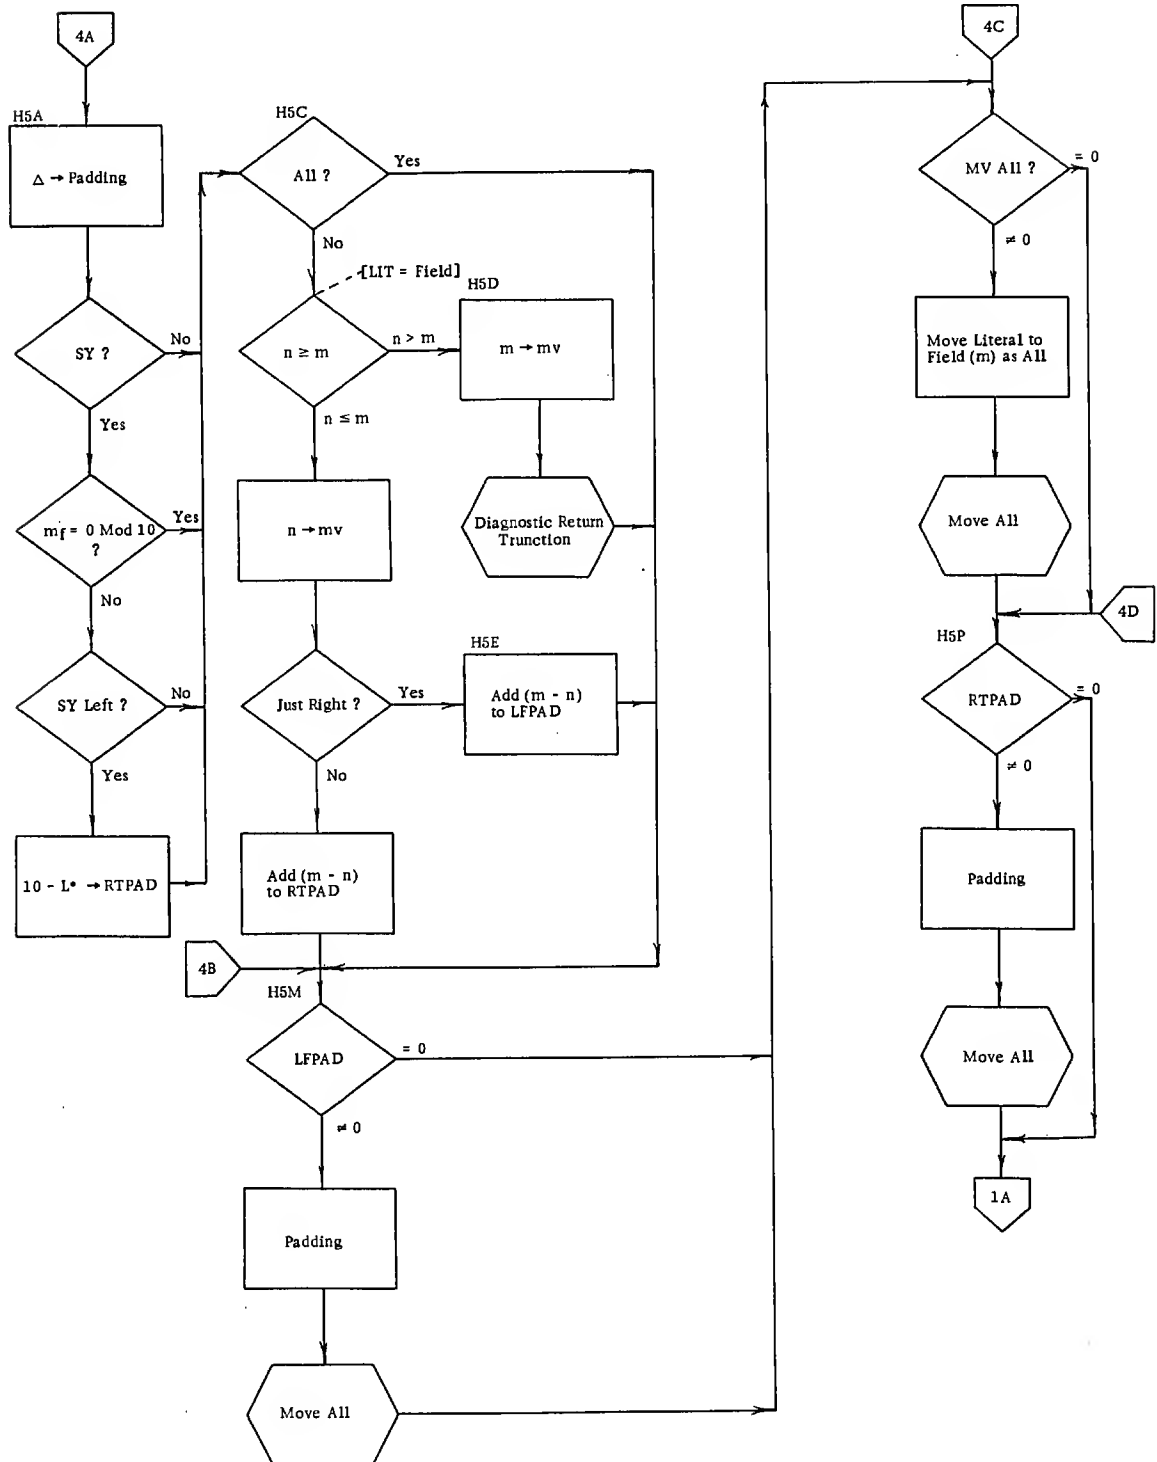 4A
H5A
Δ → Padding
SY ?
No
Yes
mf = 0 Mod 10
?
Yes
No
SY Left ?
No
Yes
10 - L* → RTPAD
H5C
All ?
Yes
No
[LIT = Field]
n ≥ m
n > m
n ≤ m
H5D
m → mv
Diagnostic Return
Trunction
n → mv
Just Right ?
Yes
No
H5E
Add (m - n)
to LFPAD
Add (m - n)
to RTPAD
4B
H5M
LFPAD
= 0
≠ 0
Padding
Move All
4C
MV All ?
= 0
≠ 0
Move Literal to
Field (m) as All
Move All
4D
H5P
RTPAD
= 0
≠ 0
Padding
Move All
1A